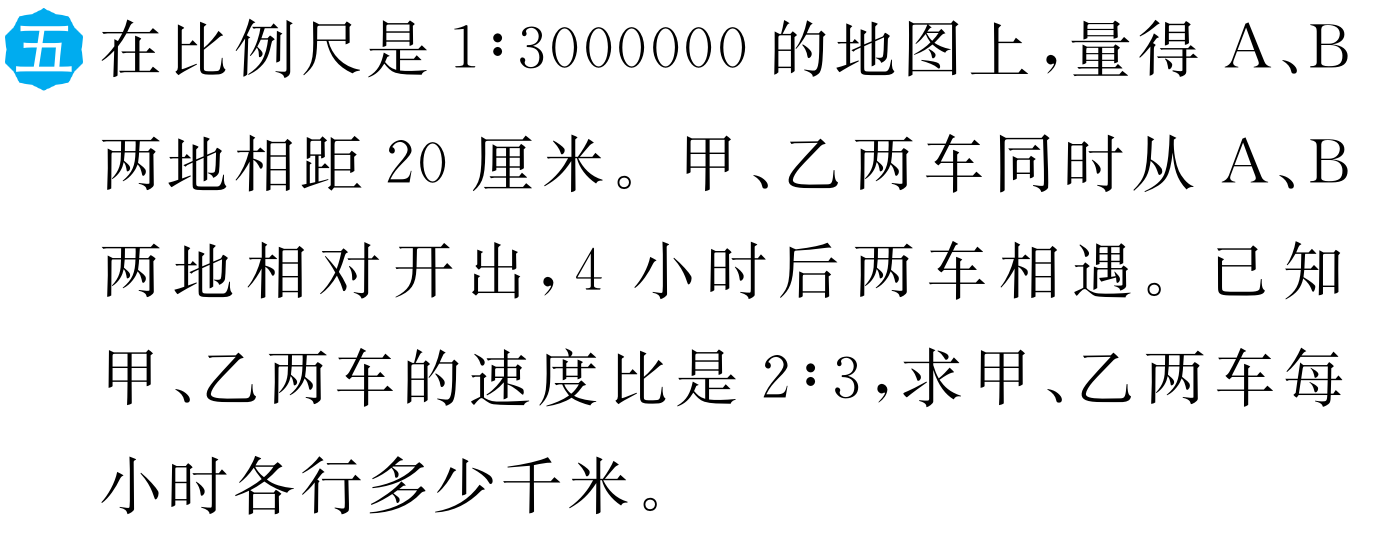 五 在比例尺是 1∶3000000 的地图上,量得 A、B
两地相距 20 厘米。甲、乙两车同时从 A、B
两地相对开出,4 小时后两车相遇。已知
甲、乙两车的速度比是 2∶3,求甲、乙两车每
小时各行多少千米。